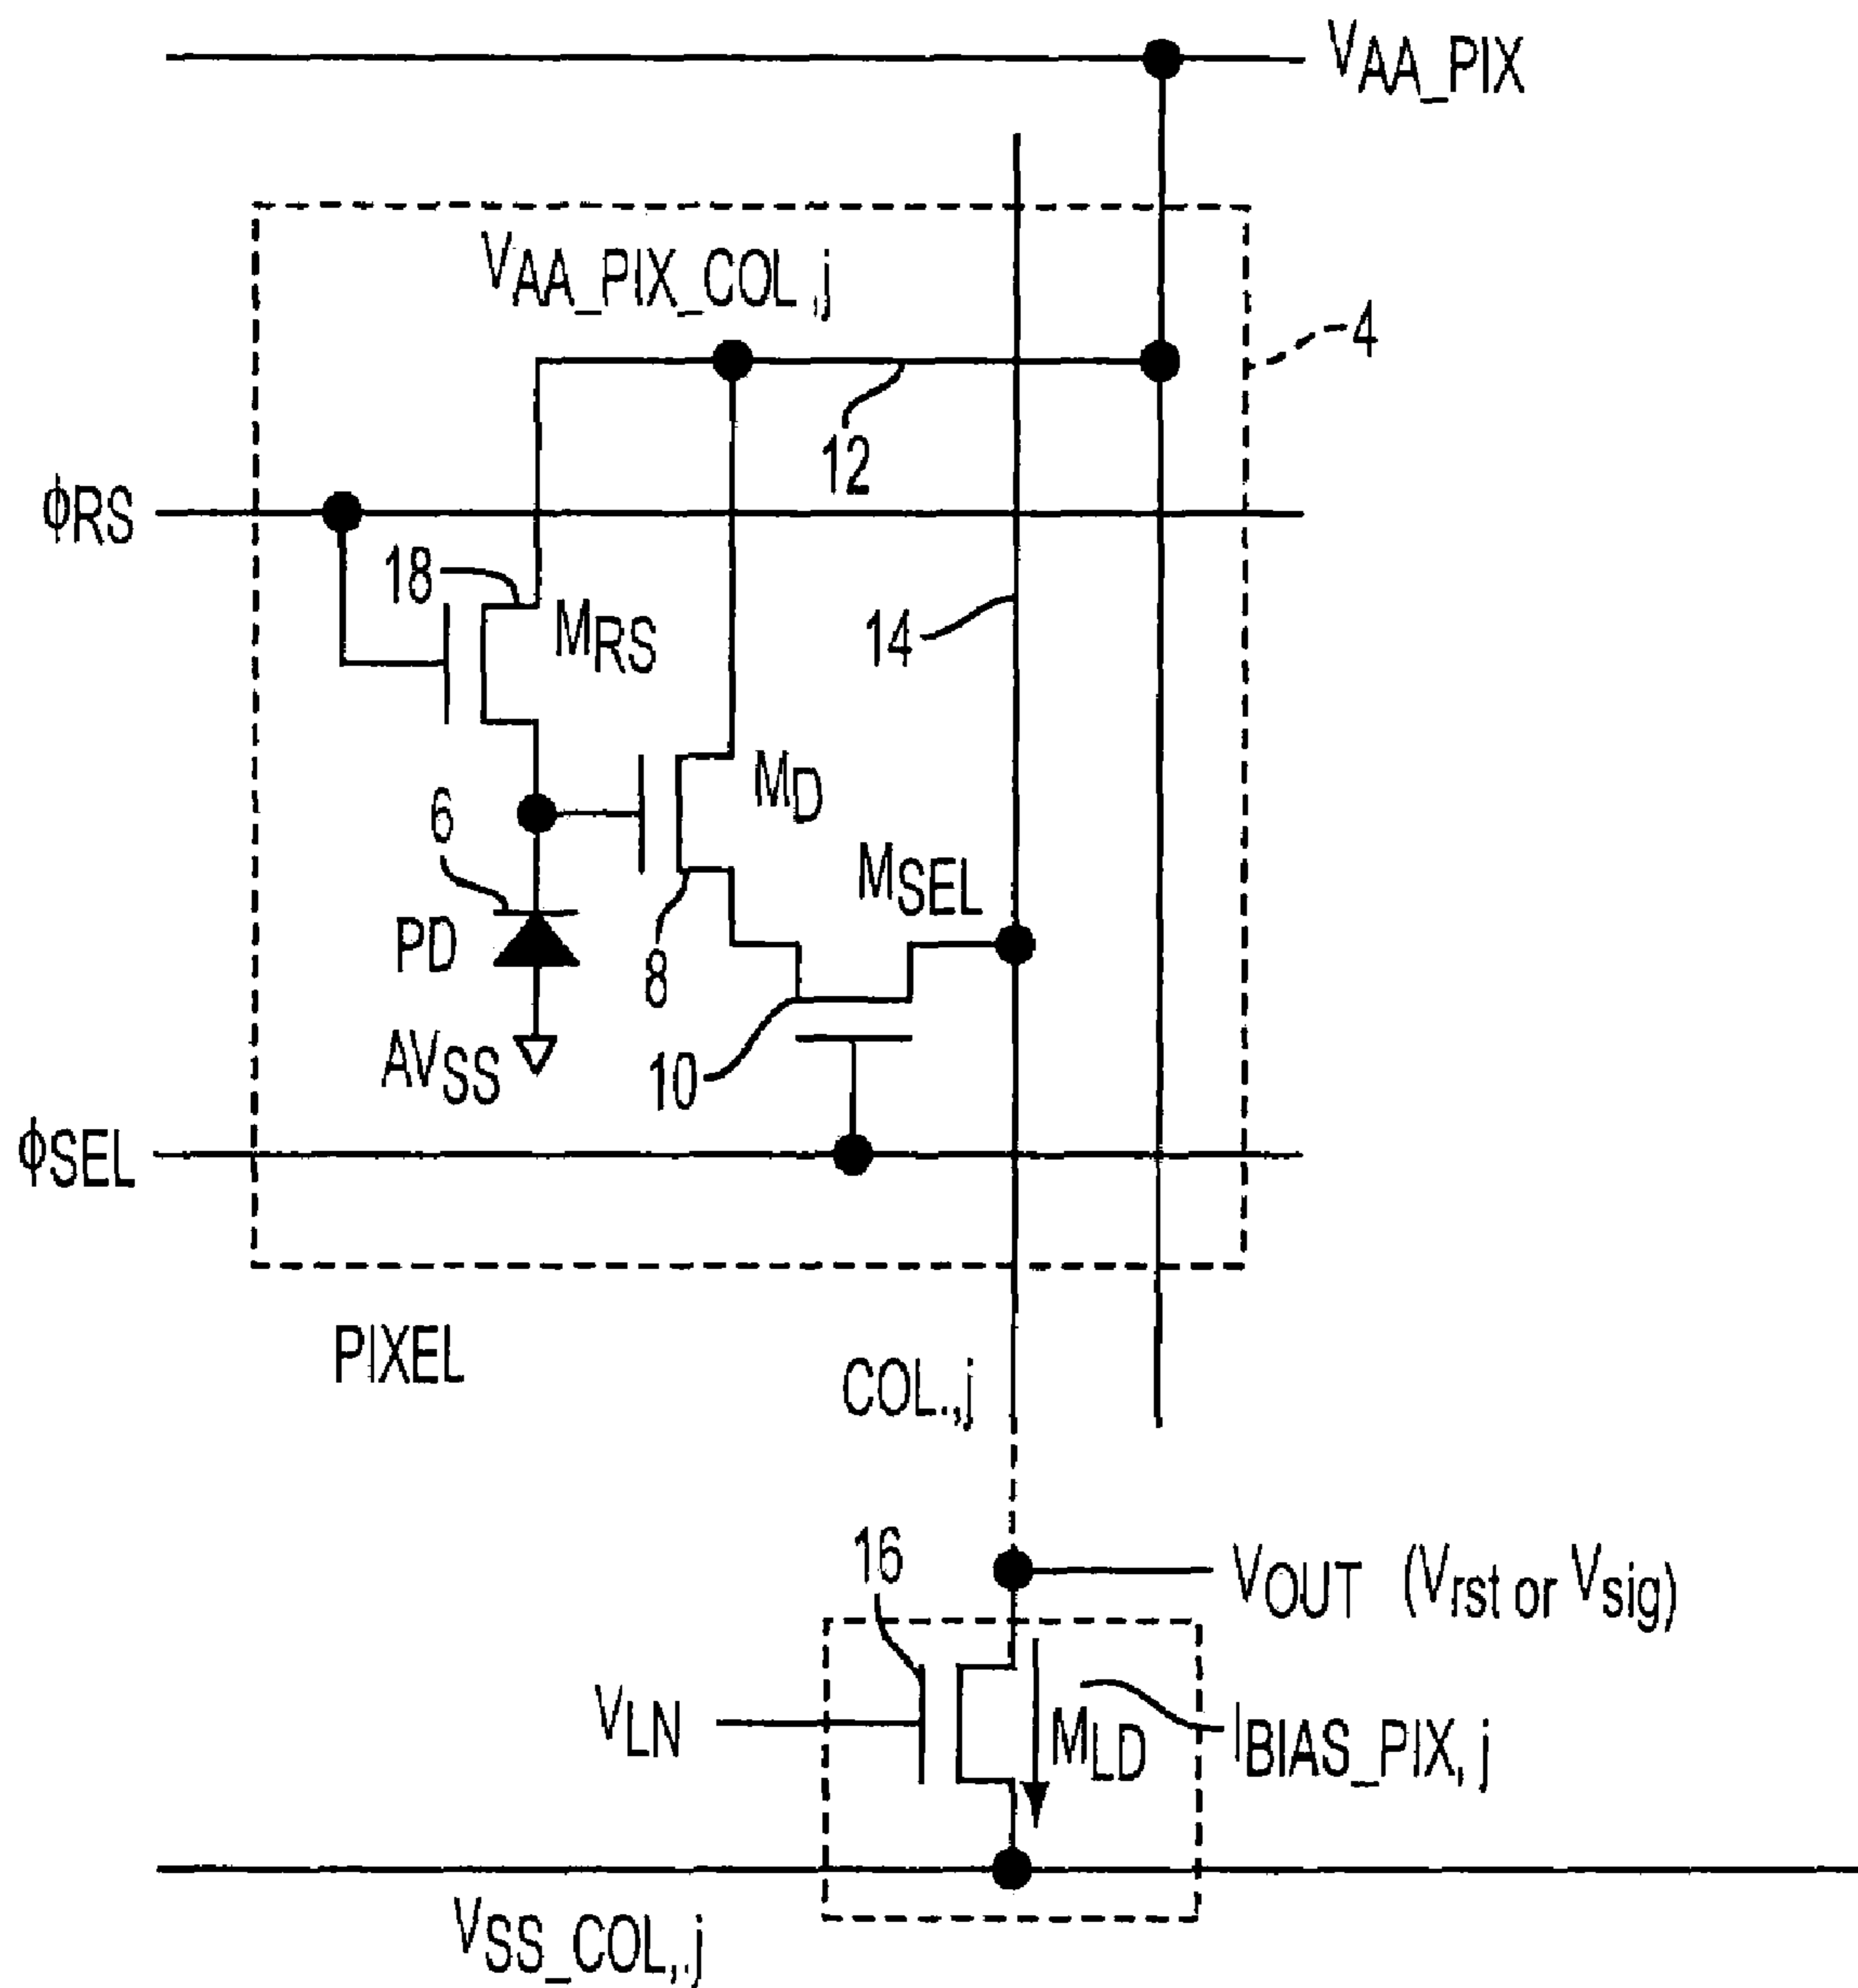 VAA_PIX
VAA_PIX_COL,j
4
12
ϕRS
18
MRS
14
6
MD
MSEL
PD
8
AVSS
10
ϕSEL
PIXEL
COL.,j
16
VOUT (Vrst or Vsig)
VLN
MLD
IBIAS_PIX,j
VSS_COL,.j